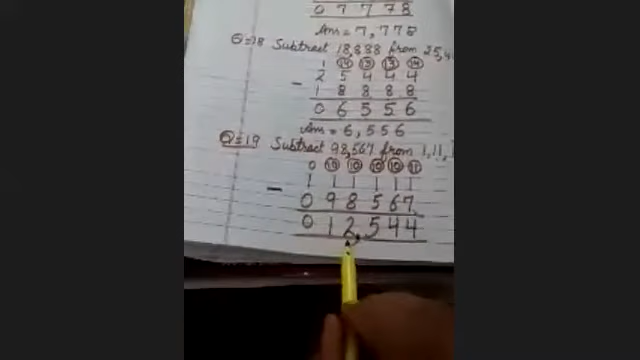 0 7 7 7 8
Ans = 7,778
Q=18 Subtract 18,888 from 25,4
1 14 13 13 14
2 5 4 4 4
- 1 8 8 8 8
0 6 5 5 6
Ans = 6,556
Q=19 Subtract 98,567 from 1,11,
0 10 10 10 10 11
1 1 1 1 1 1
- 0 9 8 5 6 7
0 1 2,5 4 4